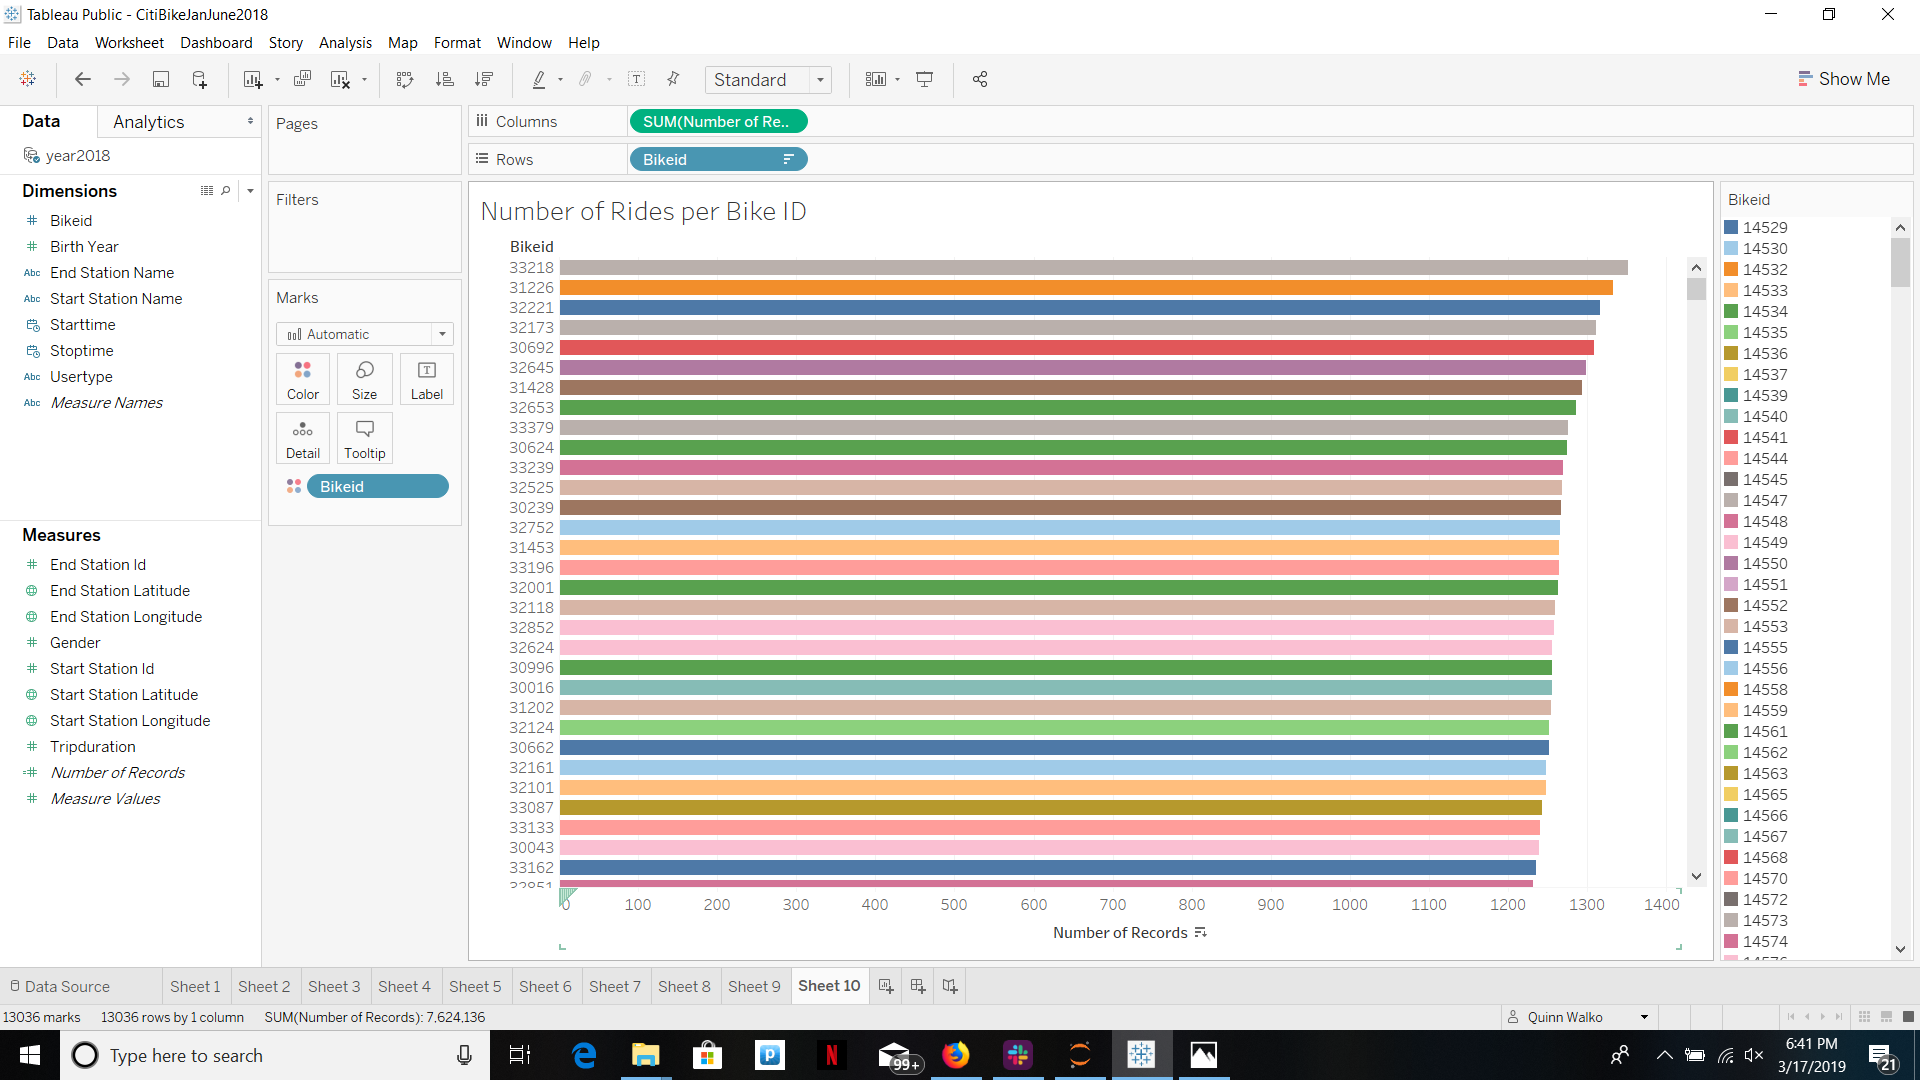 Tableau Public - CitiBikeJanJune2018
File Data Worksheet Dashboard Story Analysis Map Format Window Help
Standard
Show Me
Data Analytics
year2018
Dimensions
Bikeid
Birth Year
Abc End Station Name
Abc Start Station Name
Starttime
Stoptime
Abc Usertype
Abc Measure Names
Measures
End Station Id
End Station Latitude
End Station Longitude
Gender
Start Station Id
Start Station Latitude
Start Station Longitude
Tripduration
Number of Records
Measure Values
Pages
Filters
Marks
Automatic
Color Size Label
Detail Tooltip
Bikeid
Columns SUM(Number of Re..
Rows Bikeid
Number of Rides per Bike ID
Bikeid
33218
31226
32221
32173
30692
32645
31428
32653
33379
30624
33239
32525
30239
32752
31453
33196
32001
32118
32852
32624
30996
30016
31202
32124
30662
32161
32101
33087
33133
30043
33162
32851
0 100 200 300 400 500 600 700 800 900 1000 1100 1200 1300 1400
Number of Records
Bikeid
14529
14530
14532
14533
14534
14535
14536
14537
14539
14540
14541
14544
14545
14547
14548
14549
14550
14551
14552
14553
14555
14556
14558
14559
14561
14562
14563
14565
14566
14567
14568
14570
14572
14573
14574
14576
Data Source Sheet 1 Sheet 2 Sheet 3 Sheet 4 Sheet 5 Sheet 6 Sheet 7 Sheet 8 Sheet 9 Sheet 10
13036 marks 13036 rows by 1 column SUM(Number of Records): 7,624,136
Quinn Walko
Type here to search
99+
6:41 PM
3/17/2019
21